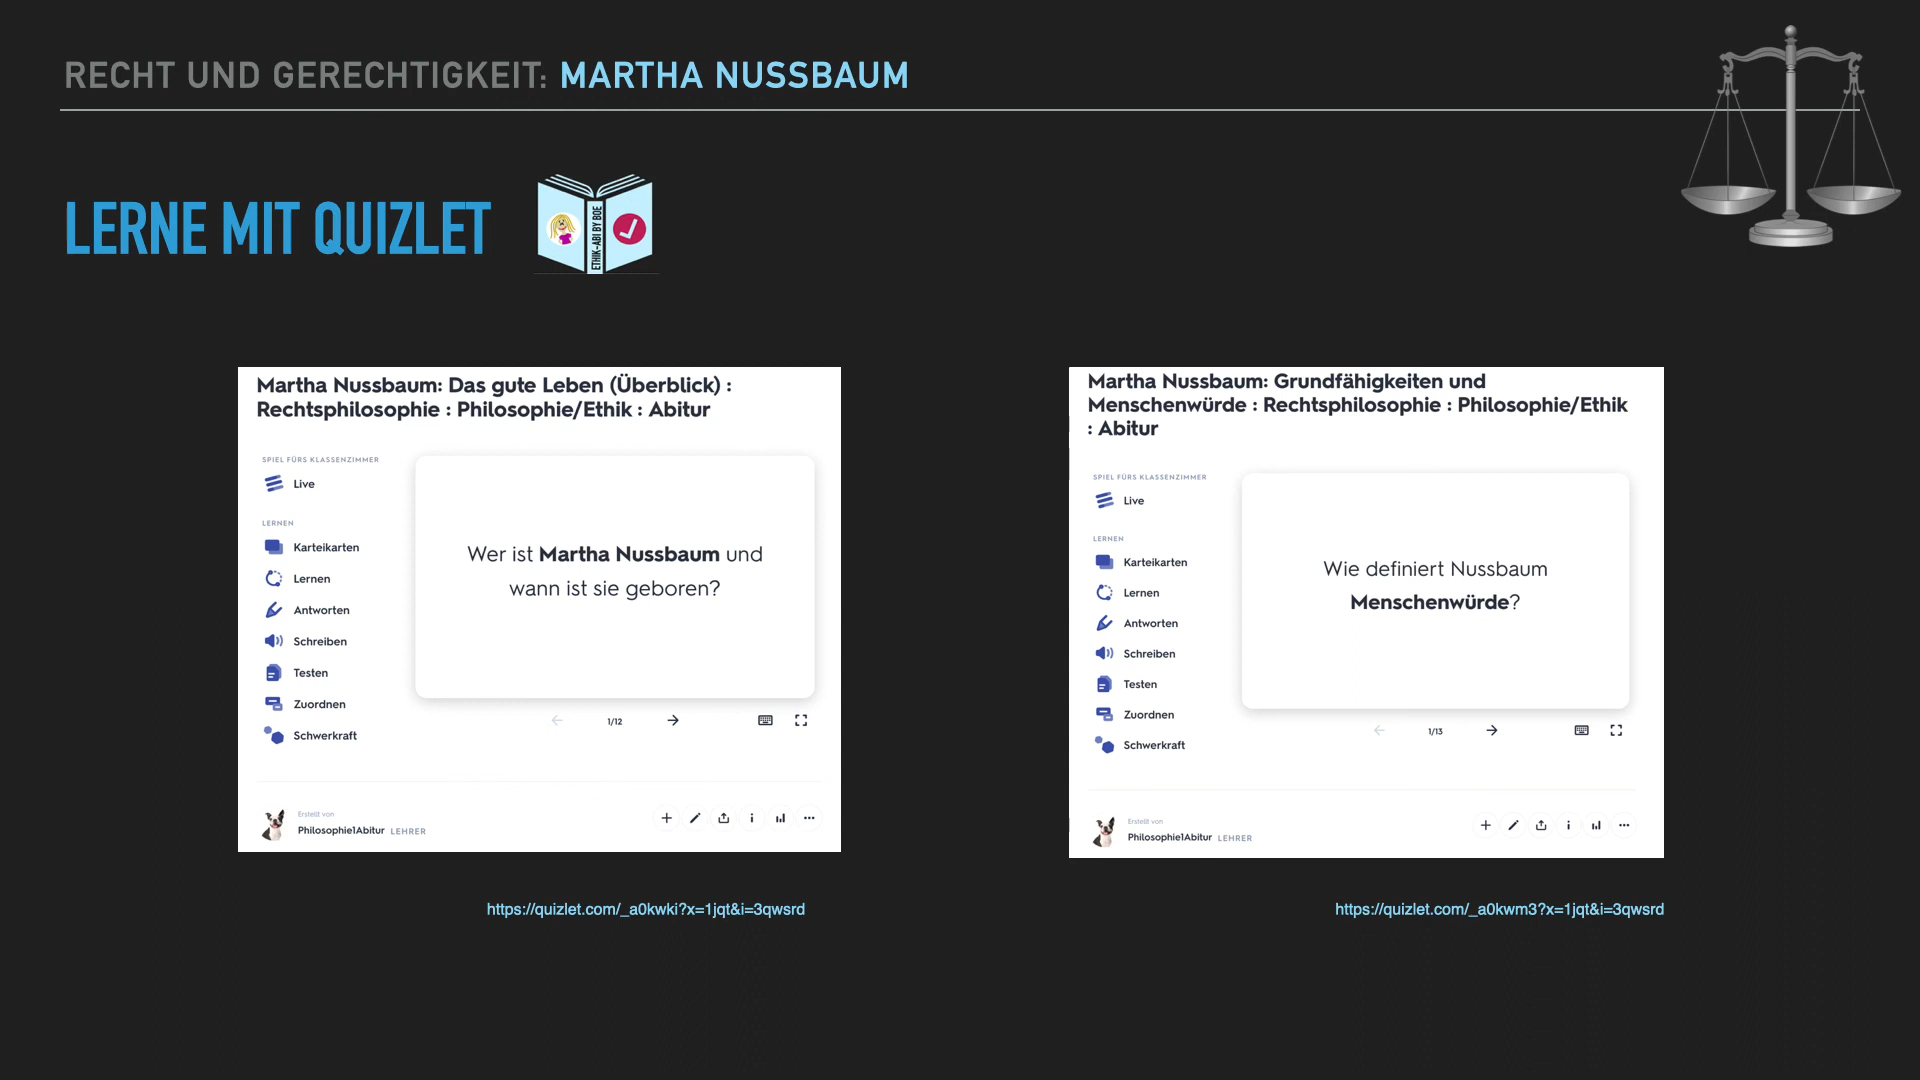 RECHT UND GERECHTIGKEIT: MARTHA NUSSBAUM
LERNE MIT QUIZLET
ETHIK-ABI BY BOE
Martha Nussbaum: Das gute Leben (Überblick) :
Rechtsphilosophie : Philosophie/Ethik : Abitur
SPIEL FÜRS KLASSENZIMMER
Live
LERNEN
Karteikarten
Lernen
Antworten
Schreiben
Testen
Zuordnen
Schwerkraft
Wer ist Martha Nussbaum und
wann ist sie geboren?
1/12
Erstellt von
Philosophie1Abitur LEHRER
https://quizlet.com/_a0kwki?x=1jqt&i=3qwsrd
Martha Nussbaum: Grundfähigkeiten und
Menschenwürde : Rechtsphilosophie : Philosophie/Ethik
: Abitur
SPIEL FÜRS KLASSENZIMMER
Live
LERNEN
Karteikarten
Lernen
Antworten
Schreiben
Testen
Zuordnen
Schwerkraft
Wie definiert Nussbaum
Menschenwürde?
1/13
Erstellt von
Philosophie1Abitur LEHRER
https://quizlet.com/_a0kwm3?x=1jqt&i=3qwsrd